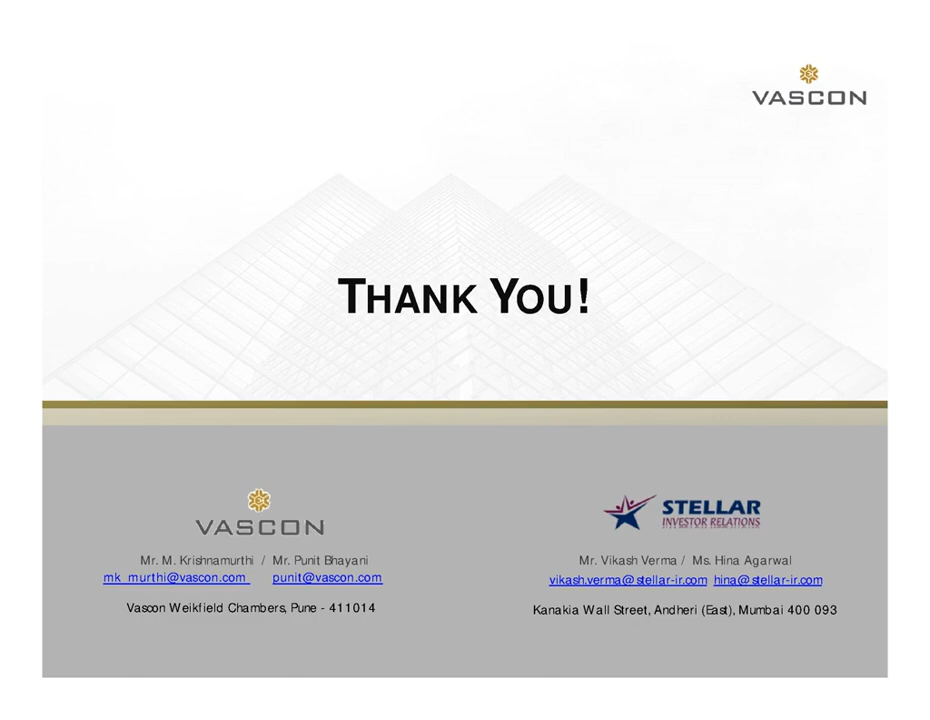 VASCON
THANK YOU!
VASCON
Mr. M. Krishnamurthi / Mr. Punit Bhayani
mk_murthi@vascon.com punit@vascon.com
Vascon Weikfield Chambers, Pune - 411014
STELLAR
INVESTOR RELATIONS
Mr. Vikash Verma / Ms. Hina Agarwal
vikash.verma@stellar-ir.com hina@stellar-ir.com
Kanakia Wall Street, Andheri (East), Mumbai 400 093